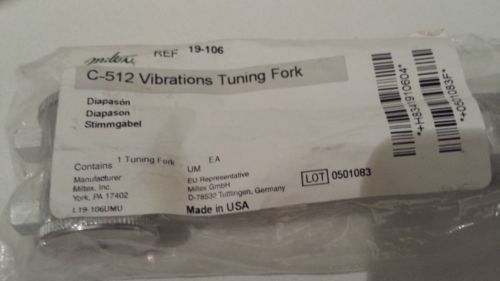 miltex REF 19-106
C-512 Vibrations Tuning Fork
Diapasón
Diapason
Stimmgabel
Contains 1 Tuning Fork UM EA
Manufacturer
Miltex, Inc.
York, PA 17402
L19-106UMU
EU Representative
Miltex GmbH
D-78532 Tuttlingen, Germany
Made in USA
LOT 0501083